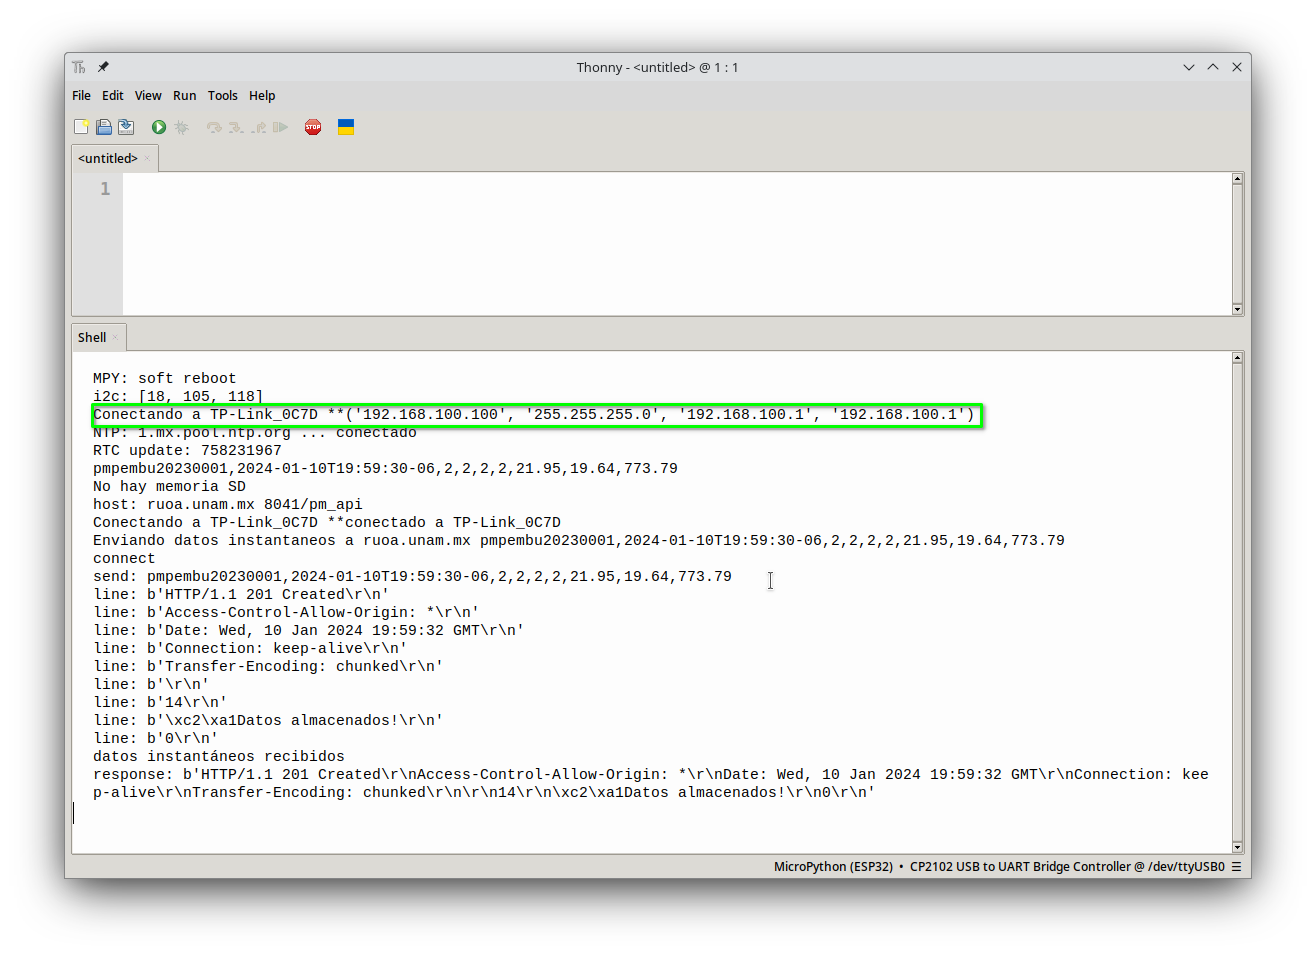 Th
Thonny - <untitled> @ 1 : 1
File Edit View Run Tools Help
STOP
<untitled>
1
Shell
MPY: soft reboot
i2c: [18, 105, 118]
Conectando a TP-Link_0C7D **('192.168.100.100', '255.255.255.0', '192.168.100.1', '192.168.100.1')
NTP: 1.mx.pool.ntp.org ... conectado
RTC update: 758231967
pmpembu20230001,2024-01-10T19:59:30-06,2,2,2,2,21.95,19.64,773.79
No hay memoria SD
host: ruoa.unam.mx 8041/pm_api
Conectando a TP-Link_0C7D **conectado a TP-Link_0C7D
Enviando datos instantaneos a ruoa.unam.mx pmpembu20230001,2024-01-10T19:59:30-06,2,2,2,2,21.95,19.64,773.79
connect
send: pmpembu20230001,2024-01-10T19:59:30-06,2,2,2,2,21.95,19.64,773.79
line: b'HTTP/1.1 201 Created\r\n'
line: b'Access-Control-Allow-Origin: *\r\n'
line: b'Date: Wed, 10 Jan 2024 19:59:32 GMT\r\n'
line: b'Connection: keep-alive\r\n'
line: b'Transfer-Encoding: chunked\r\n'
line: b'\r\n'
line: b'14\r\n'
line: b'\xc2\xa1Datos almacenados!\r\n'
line: b'0\r\n'
datos instantáneos recibidos
response: b'HTTP/1.1 201 Created\r\nAccess-Control-Allow-Origin: *\r\nDate: Wed, 10 Jan 2024 19:59:32 GMT\r\nConnection: kee
p-alive\r\nTransfer-Encoding: chunked\r\n\r\n14\r\n\xc2\xa1Datos almacenados!\r\n0\r\n'
MicroPython (ESP32) • CP2102 USB to UART Bridge Controller @ /dev/ttyUSB0 ☰